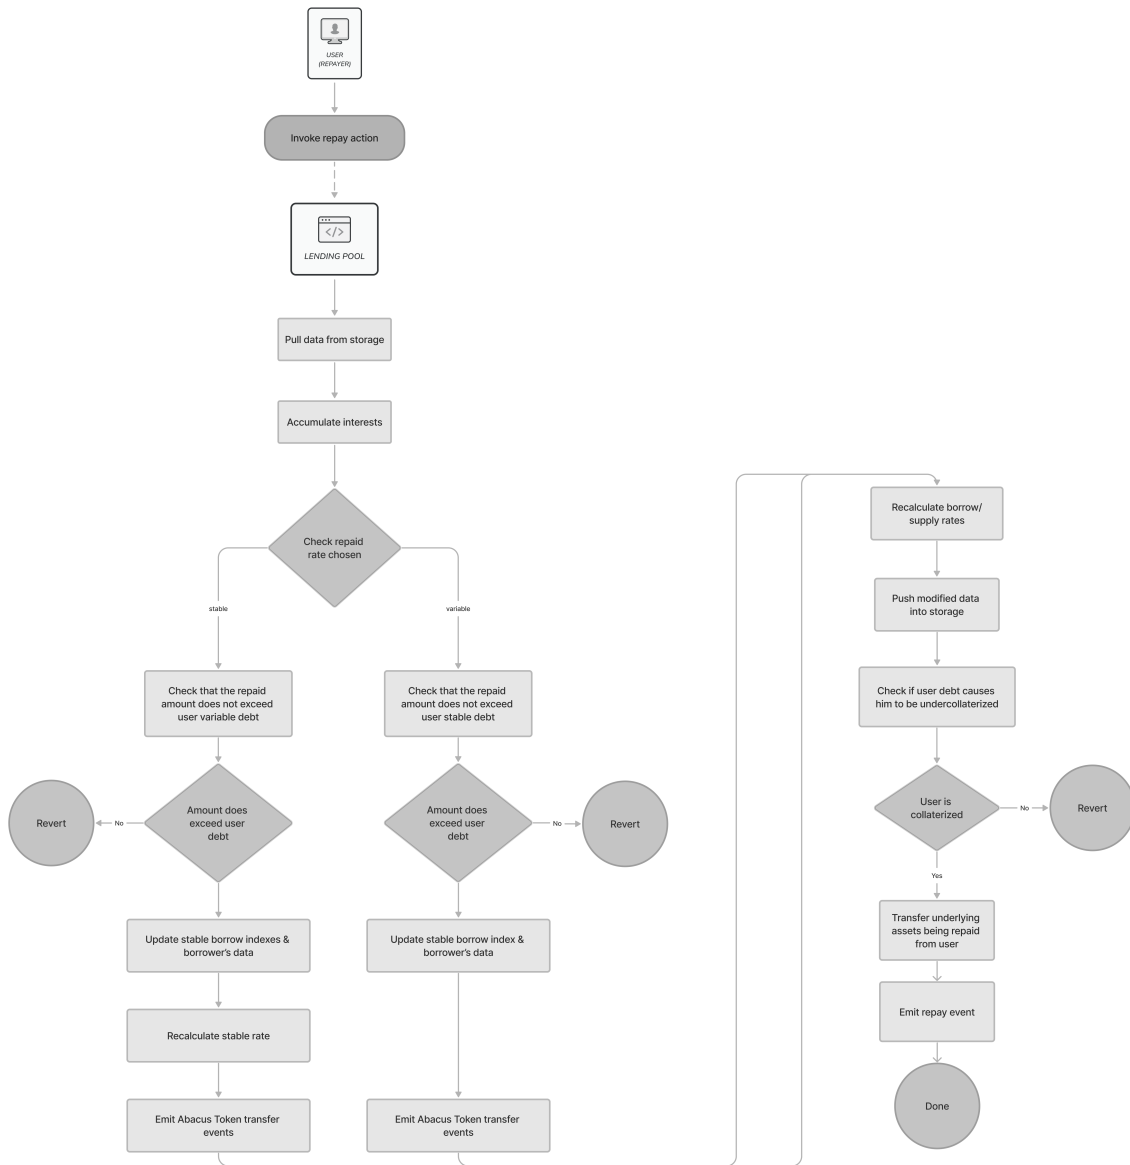 USER
(REPAYER)
Invoke repay action
</>
LENDING POOL
Pull data from storage
Accumulate interests
Check repaid
rate chosen
stable
variable
Check that the repaid
amount does not exceed
user variable debt
Check that the repaid
amount does not exceed
user stable debt
Revert
No
Amount does
exceed user
debt
Amount does
exceed user
debt
No
Revert
Update stable borrow indexes &
borrower's data
Update stable borrow index &
borrower's data
Recalculate stable rate
Emit Abacus Token transfer
events
Emit Abacus Token transfer
events
Recalculate borrow/
supply rates
Push modified data
into storage
Check if user debt causes
him to be undercollaterized
User is
collaterized
No
Revert
Yes
Transfer underlying
assets being repaid
from user
Emit repay event
Done